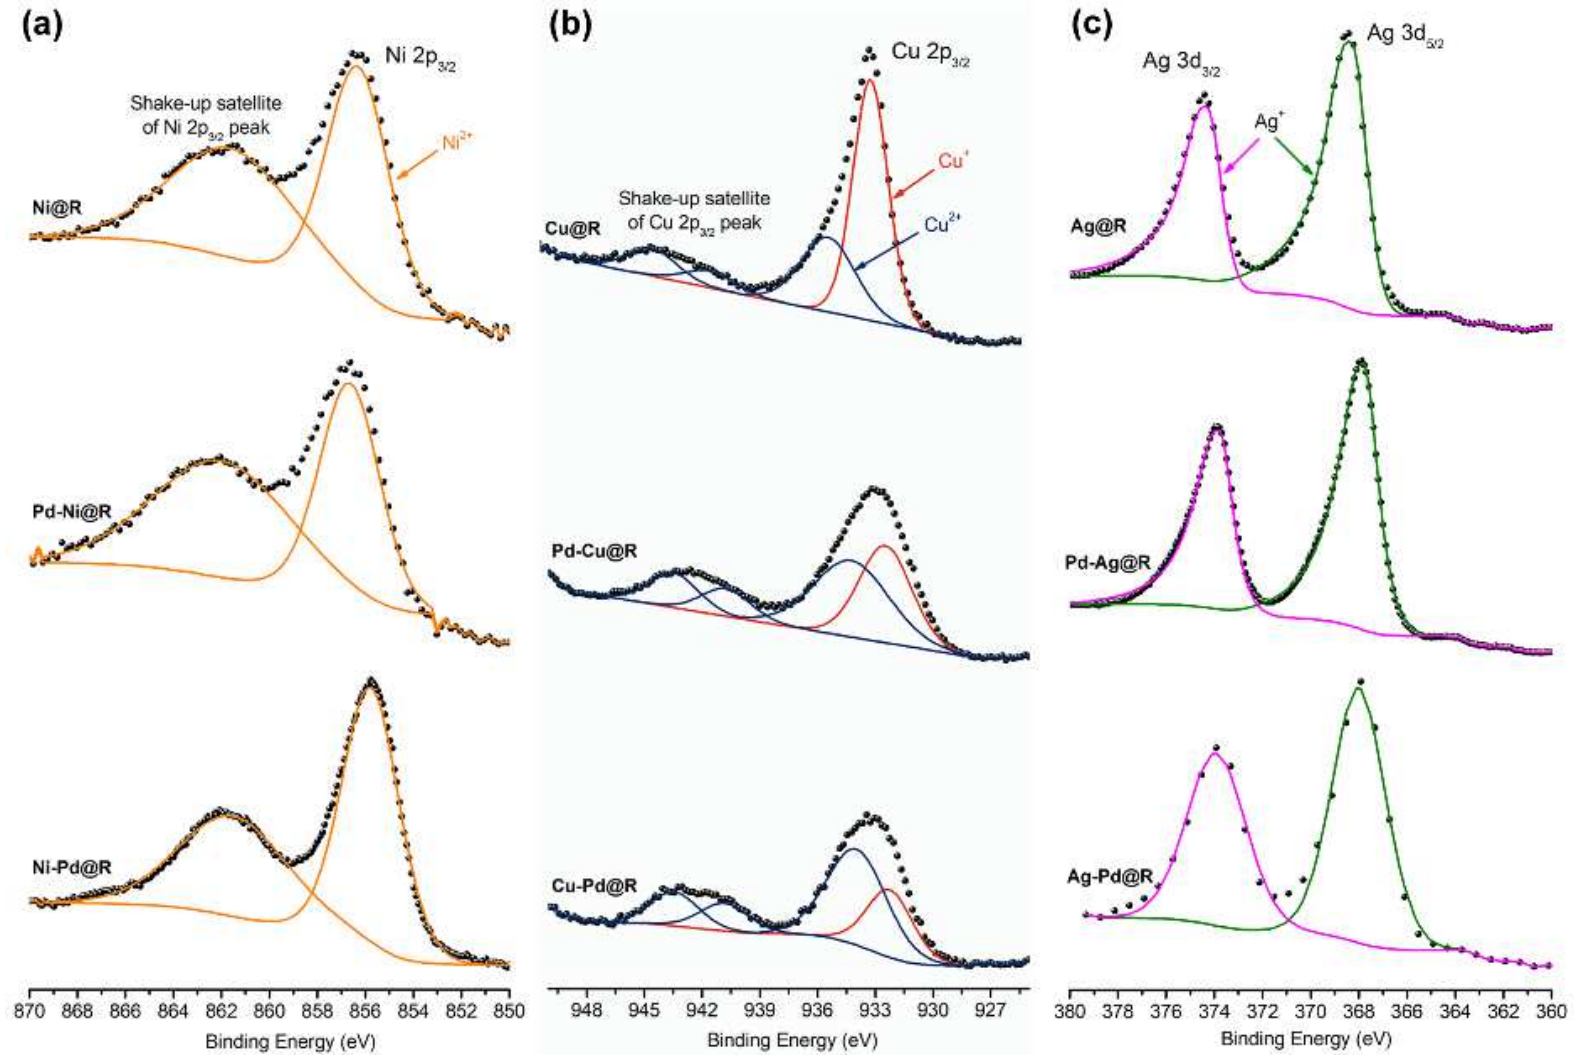 (a)
Ni 2p3/2
Shake-up satellite
of Ni 2p3/2 peak
Ni2+
Ni@R
Pd-Ni@R
Ni-Pd@R
870 868 866 864 862 860 858 856 854 852 850
Binding Energy (eV)
(b)
Cu 2p3/2
Cu+
Shake-up satellite
of Cu 2p3/2 peak
Cu2+
Cu@R
Pd-Cu@R
Cu-Pd@R
948 945 942 939 936 933 930 927
Binding Energy (eV)
(c)
Ag 3d5/2
Ag 3d3/2
Ag+
Ag@R
Pd-Ag@R
Ag-Pd@R
380 378 376 374 372 370 368 366 364 362 360
Binding Energy (eV)